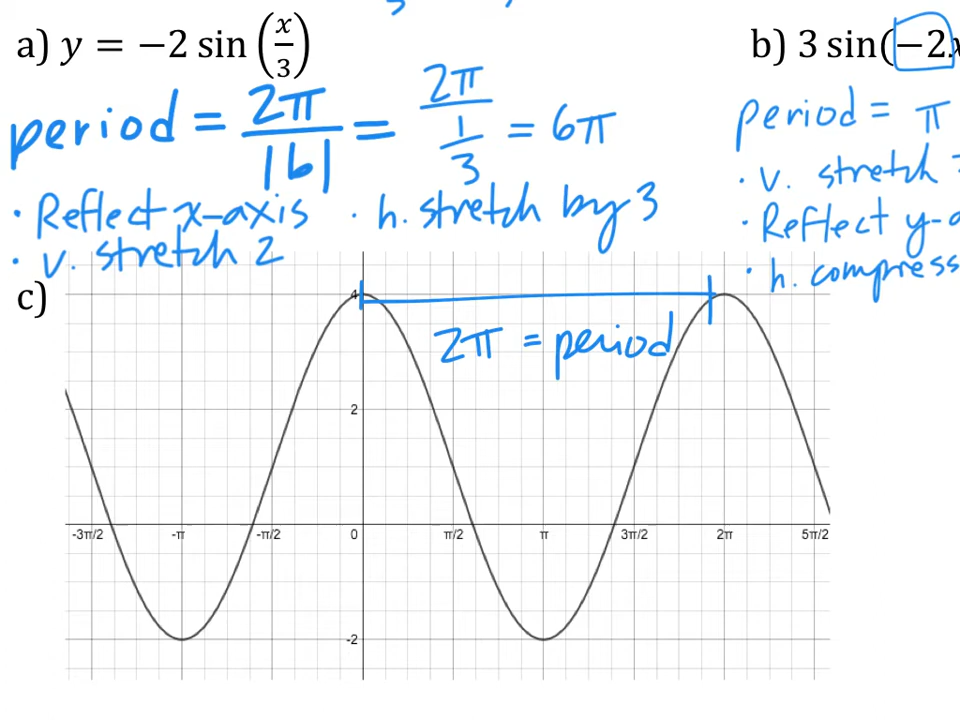 a) y = −2 sin (x/3)
b) 3 sin(−2x
period = 2π/|b| = 2π/(1/3) = 6π
period = π
· Reflect x-axis · h. stretch by 3
· v. stretch 2
· v. stretch
· Reflect y-a
· h. compress
c)
4
2π = period
2
-3π/2 -π -π/2 0 π/2 π 3π/2 2π 5π/2
-2